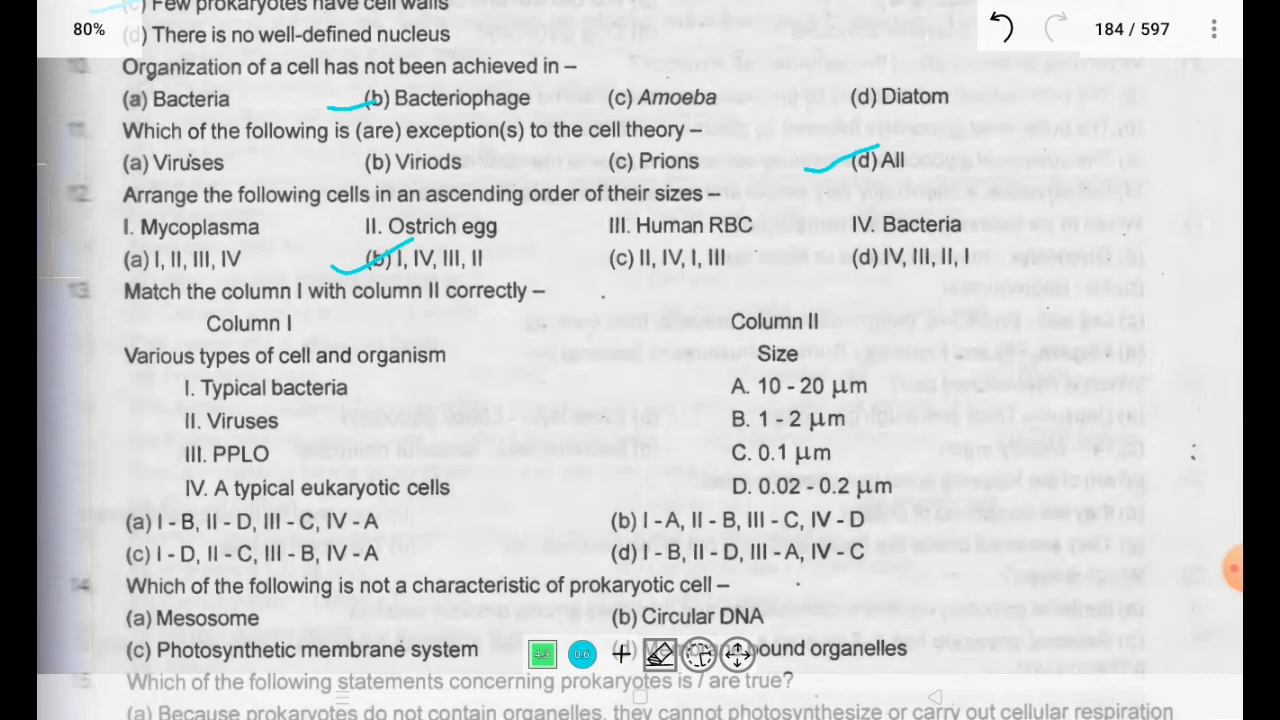 (c) Few prokaryotes have cell walls
80%
184 / 597
(d) There is no well-defined nucleus
10. Organization of a cell has not been achieved in –
(a) Bacteria (b) Bacteriophage (c) Amoeba (d) Diatom
11. Which of the following is (are) exception(s) to the cell theory –
(a) Viruses (b) Viriods (c) Prions (d) All
12. Arrange the following cells in an ascending order of their sizes –
I. Mycoplasma II. Ostrich egg III. Human RBC IV. Bacteria
(a) I, II, III, IV (b) I, IV, III, II (c) II, IV, I, III (d) IV, III, II, I
13. Match the column I with column II correctly –
Column I Column II
Various types of cell and organism Size
I. Typical bacteria A. 10 - 20 μm
II. Viruses B. 1 - 2 μm
III. PPLO C. 0.1 μm
IV. A typical eukaryotic cells D. 0.02 - 0.2 μm
(a) I - B, II - D, III - C, IV - A (b) I - A, II - B, III - C, IV - D
(c) I - D, II - C, III - B, IV - A (d) I - B, II - D, III - A, IV - C
14. Which of the following is not a characteristic of prokaryotic cell –
(a) Mesosome (b) Circular DNA
(c) Photosynthetic membrane system (d) Membrane bound organelles
15. Which of the following statements concerning prokaryotes is / are true?
(a) Because prokaryotes do not contain organelles, they cannot photosynthesize or carry out cellular respiration